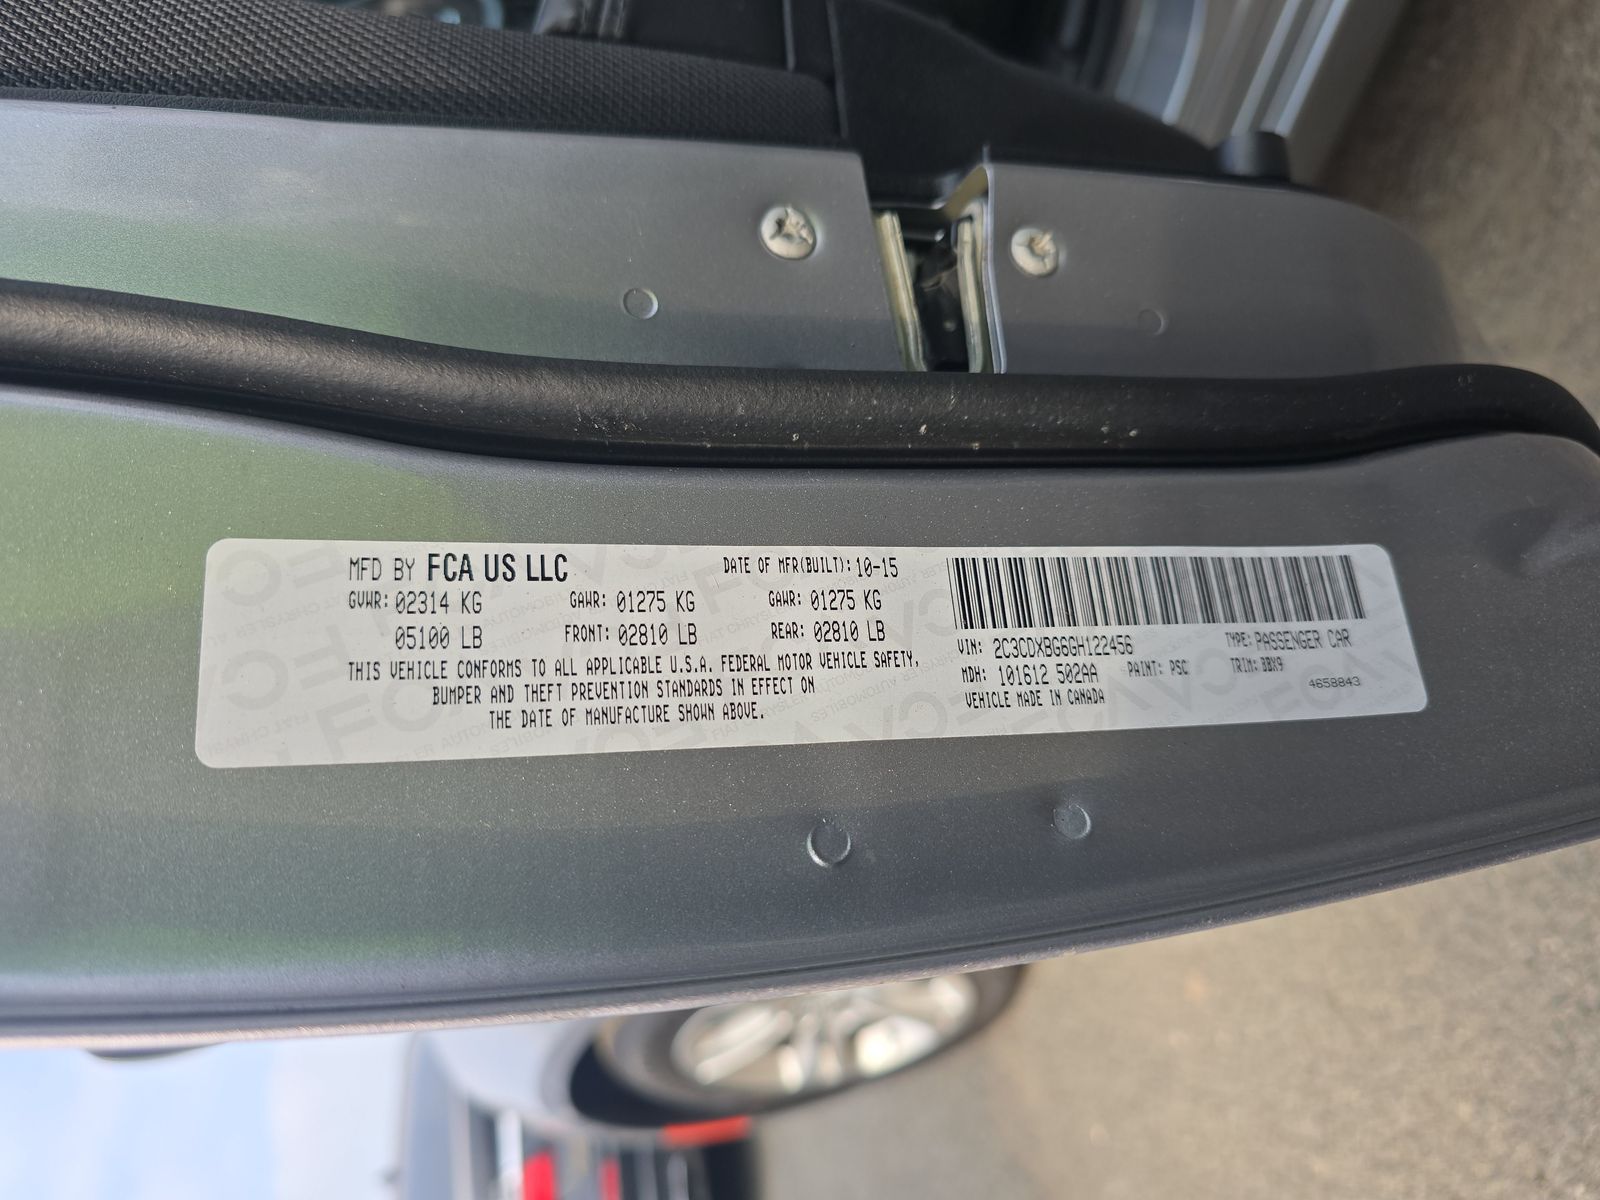 MFD BY FCA US LLC DATE OF MFR(BUILT): 10-15
GVWR: 02314 KG GAWR: 01275 KG GAWR: 01275 KG
05100 LB FRONT: 02810 LB REAR: 02810 LB
THIS VEHICLE CONFORMS TO ALL APPLICABLE U.S.A. FEDERAL MOTOR VEHICLE SAFETY,
BUMPER AND THEFT PREVENTION STANDARDS IN EFFECT ON
THE DATE OF MANUFACTURE SHOWN ABOVE.
VIN: 2C3CDXBG6GH122456 TYPE: PASSENGER CAR
MDH: 101612 502AA PAINT: PSC TRIM: BBX9
VEHICLE MADE IN CANADA 4658843